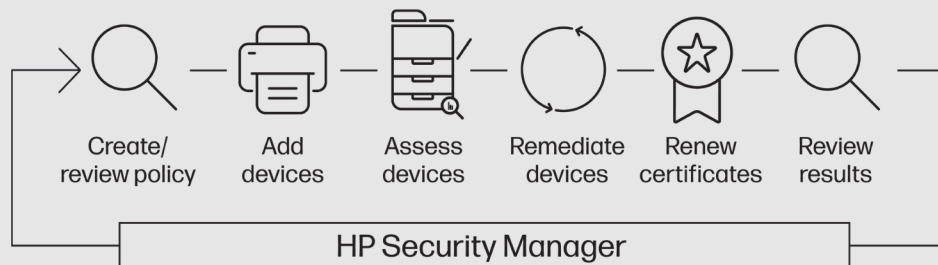 Create/
review policy
Add
devices
Assess
devices
Remediate
devices
Renew
certificates
Review
results
HP Security Manager